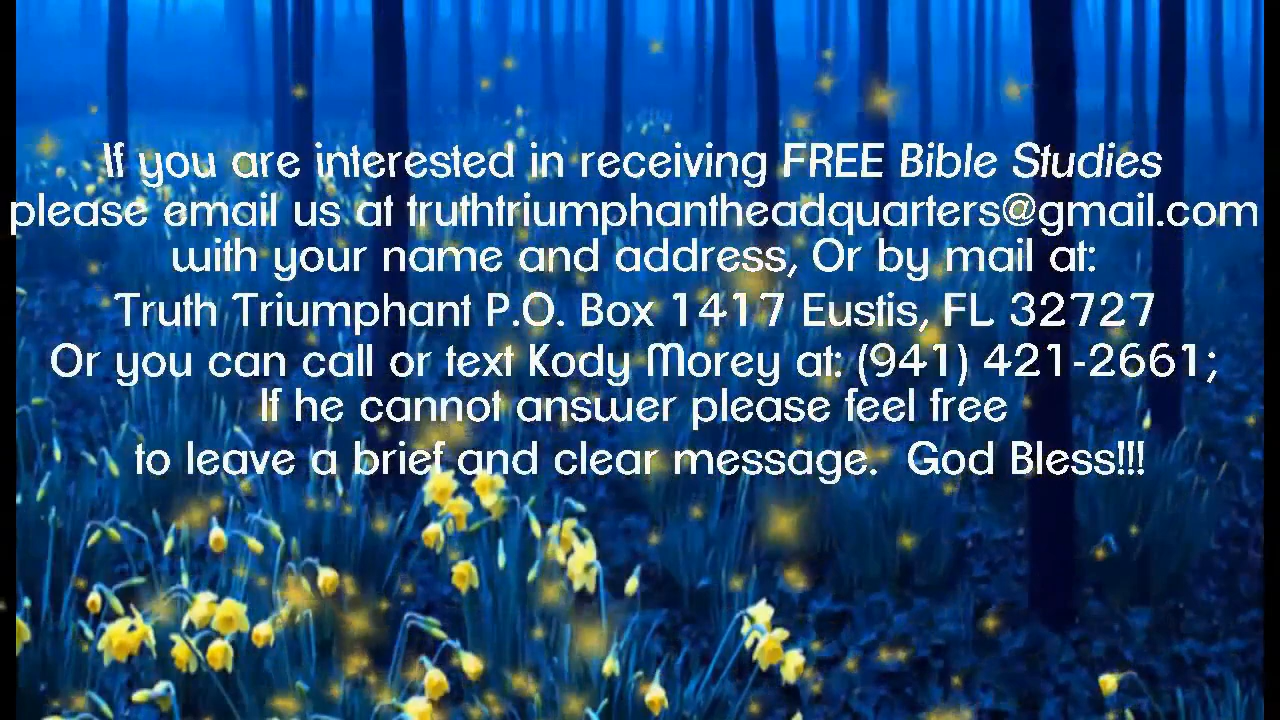 If you are interested in receiving FREE Bible Studies
please email us at truthtriumphantheadquarters@gmail.com
with your name and address, Or by mail at:
Truth Triumphant P.O. Box 1417 Eustis, FL 32727
Or you can call or text Kody Morey at: (941) 421-2661;
If he cannot answer please feel free
to leave a brief and clear message.  God Bless!!!